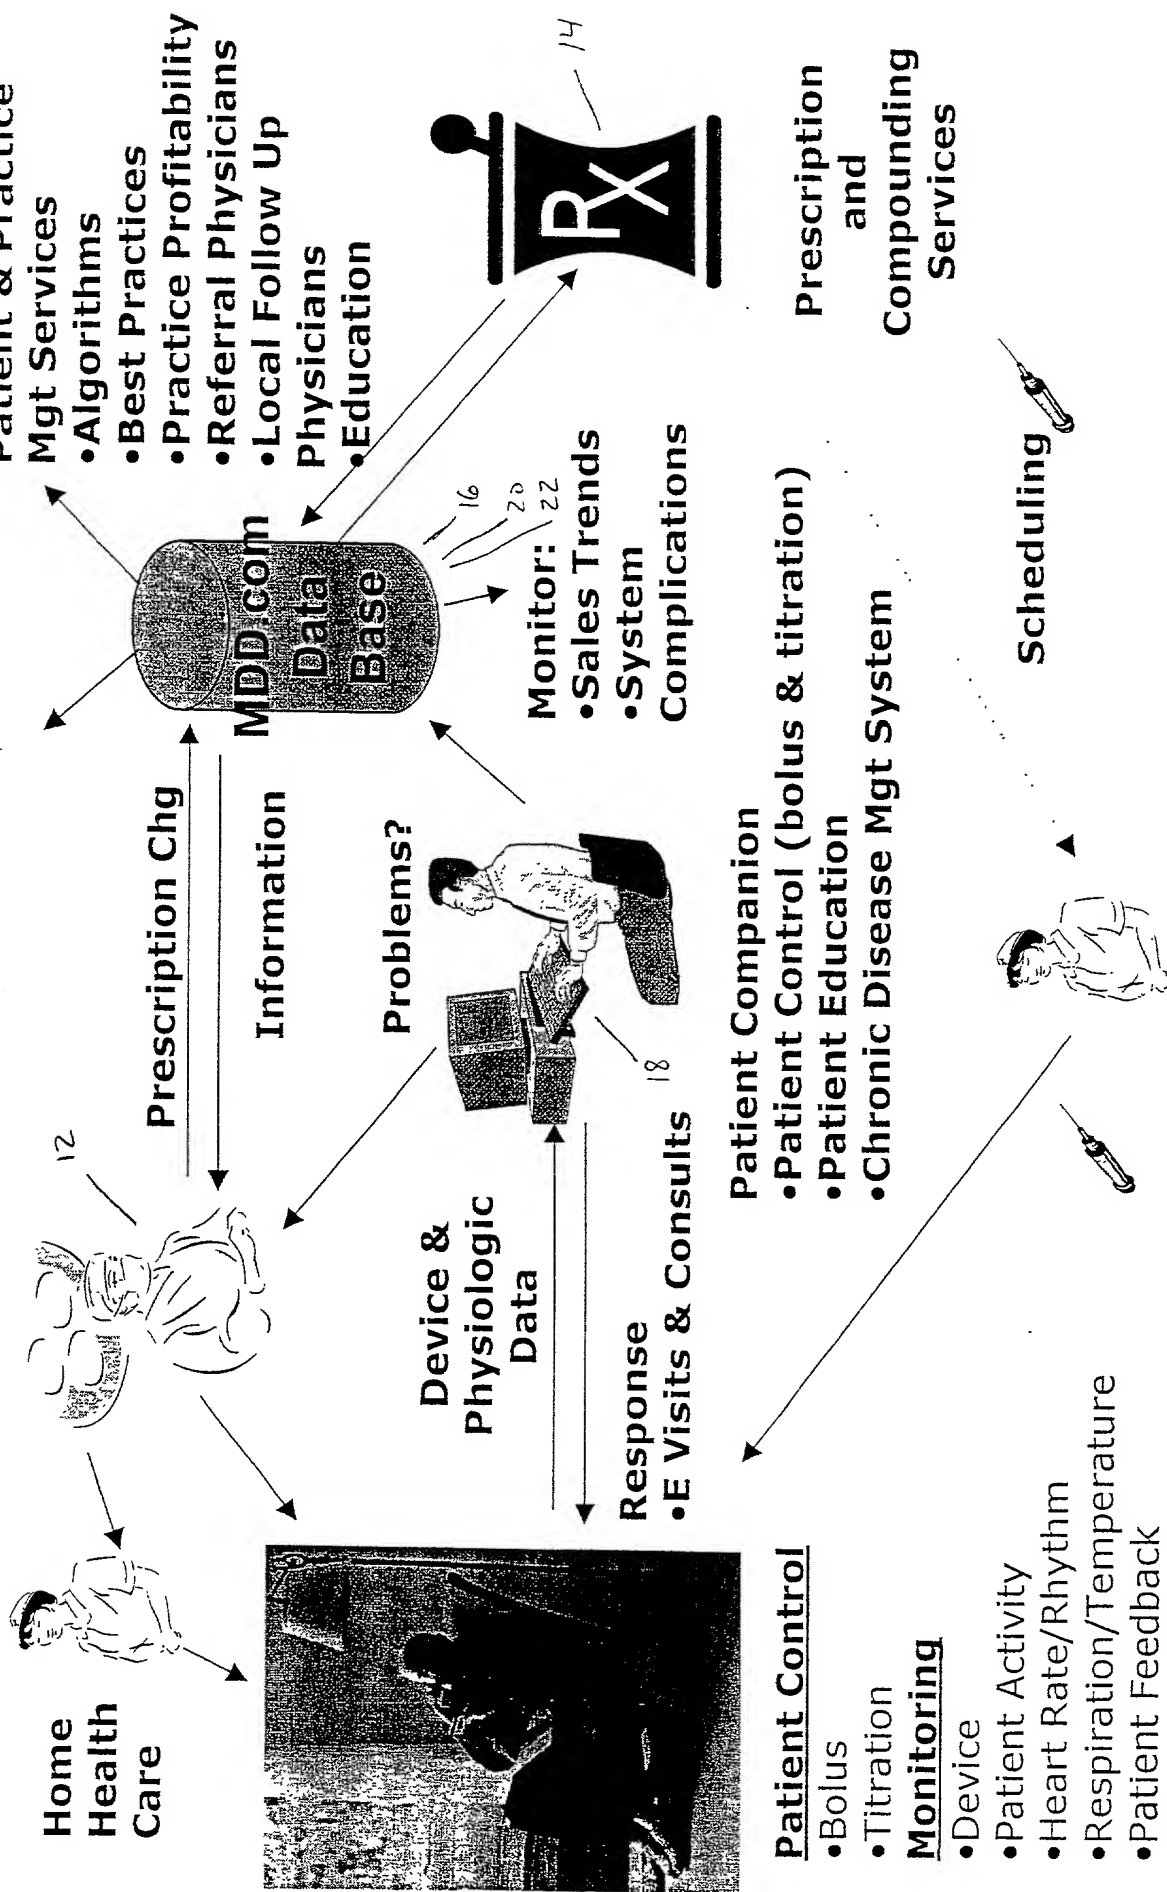 Home
Health
Care
12
Prescription Chg
Information
MDD.com
Data
Base
Patient & Practice
Mgt Services
•Algorithms
•Best Practices
•Practice Profitability
•Referral Physicians
•Local Follow Up
Physicians
•Education
Device &
Physiologic
Data
Problems?
18
16
20
22
Rx
14
Response
•E Visits & Consults
Monitor:
•Sales Trends
•System
Complications
Prescription
and
Compounding
Services
Patient Companion
•Patient Control (bolus & titration)
•Patient Education
•Chronic Disease Mgt System
Patient Control
•Bolus
•Titration
Monitoring
•Device
•Patient Activity
•Heart Rate/Rhythm
•Respiration/Temperature
•Patient Feedback
Scheduling